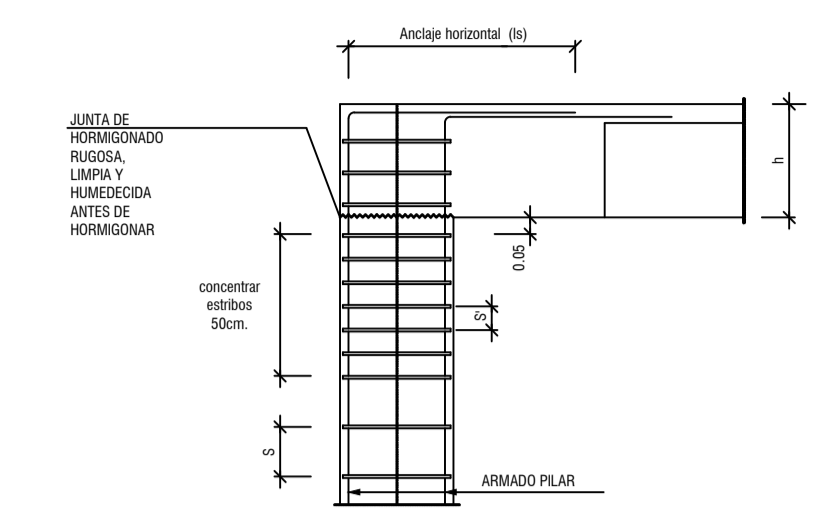 Anclaje horizontal (ls)
JUNTA DE
HORMIGONADO
RUGOSA,
LIMPIA Y
HUMEDECIDA
ANTES DE
HORMIGONAR
h
0.05
concentrar
estribos
50cm.
S'
S
ARMADO PILAR